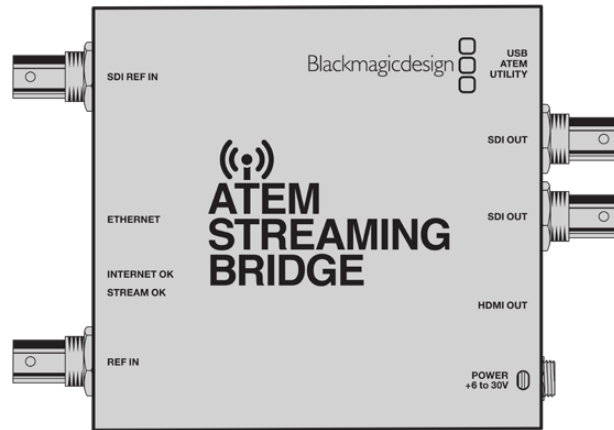 SDI REF IN
ETHERNET
INTERNET OK
STREAM OK
REF IN
Blackmagicdesign
ATEM
STREAMING
BRIDGE
USB
ATEM
UTILITY
SDI OUT
SDI OUT
HDMI OUT
POWER
+6 to 30V